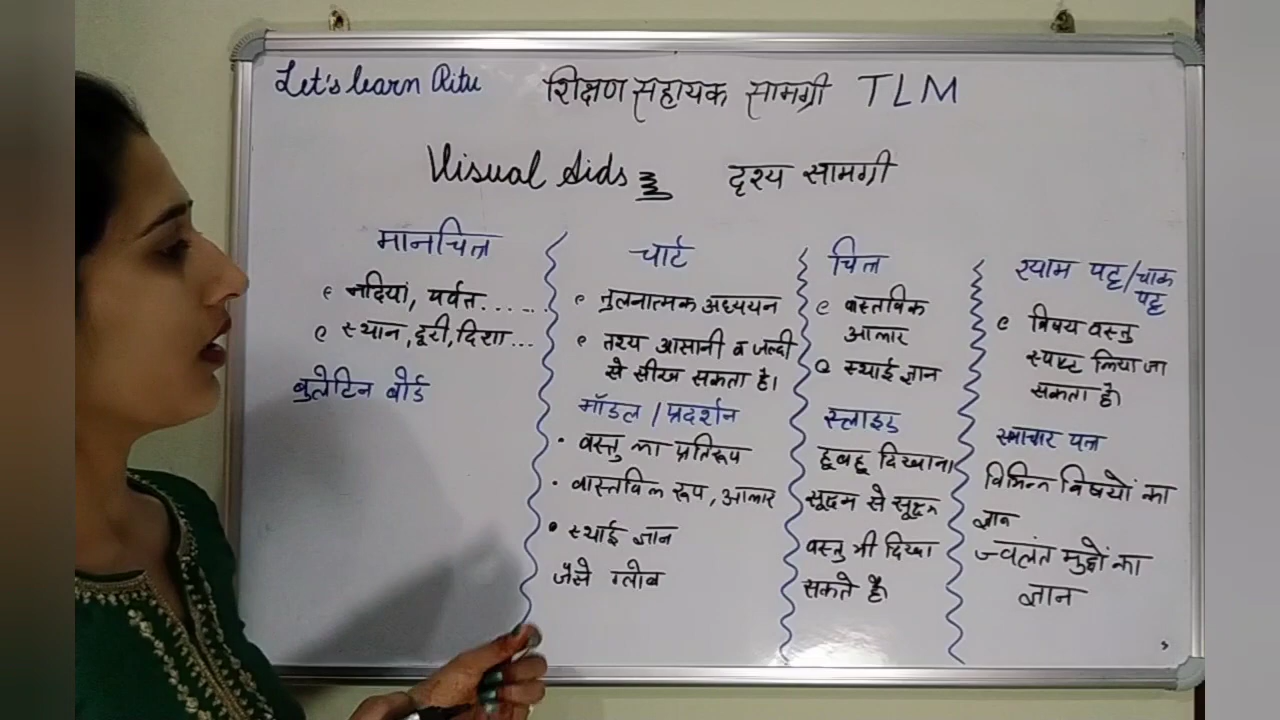 Let's learn Ritu
शिक्षण सहायक सामग्री TLM
Visual Aids
दृश्य सामग्री
मानचित्र
नदियां, पर्वत......
स्थान, दूरी, दिशा...
बुलेटिन बोर्ड
चार्ट
तुलनात्मक अध्ययन
तथ्य आसानी व जल्दी
से सीख सकता है।
मॉडल / प्रदर्शन
• वस्तु का प्रतिरूप
• वास्तविक रूप, आकार
• स्थाई ज्ञान
जैसे ग्लोब
चित्र
वास्तविक
आकार
स्थाई ज्ञान
स्लाइड
हूबहू दिखाना
सूक्ष्म से सूक्ष्म
वस्तु भी दिखा
सकते है।
श्याम पट्ट/चाक
पट्ट
विषय वस्तु
स्पष्ट किया जा
सकता है।
समाचार पत्र
विभिन्न विषयों का
ज्ञान
ज्वलंत मुद्दों का
ज्ञान